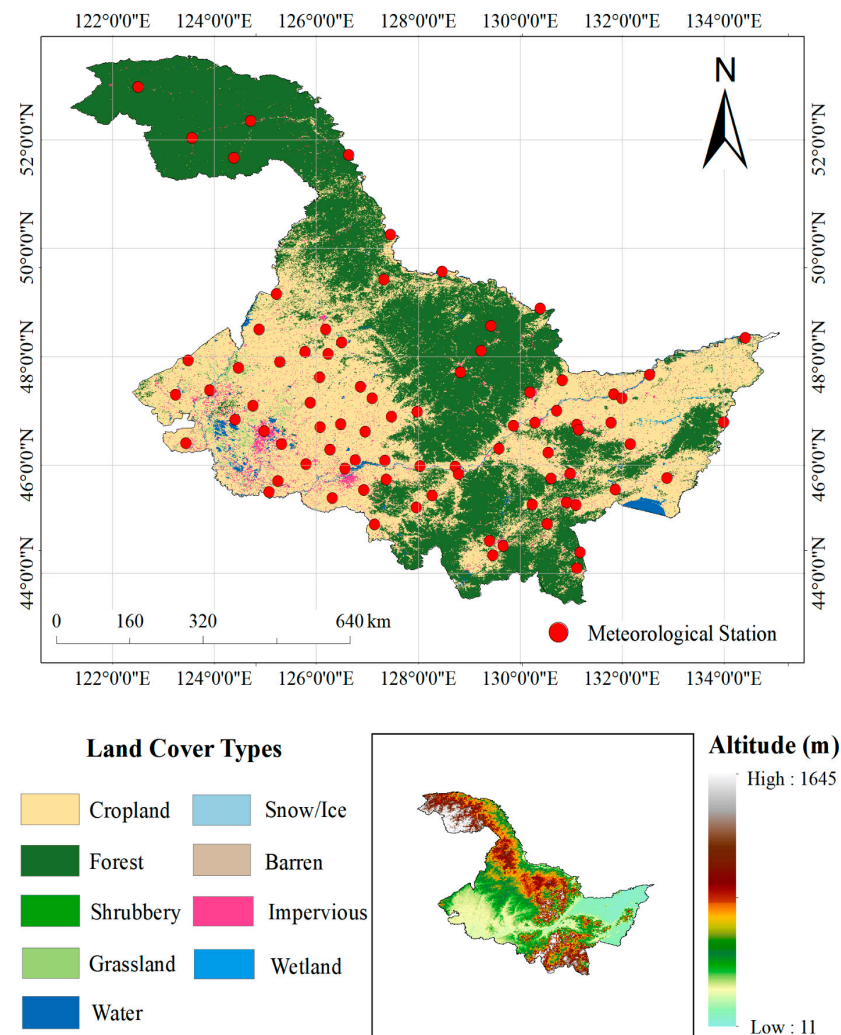 122°0'0"E 124°0'0"E 126°0'0"E 128°0'0"E 130°0'0"E 132°0'0"E 134°0'0"E
N
52°0'0"N 52°0'0"N
50°0'0"N 50°0'0"N
48°0'0"N 48°0'0"N
46°0'0"N 46°0'0"N
44°0'0"N 44°0'0"N
0 160 320 640 km
Meteorological Station
122°0'0"E 124°0'0"E 126°0'0"E 128°0'0"E 130°0'0"E 132°0'0"E 134°0'0"E
Land Cover Types
Cropland Snow/Ice
Forest Barren
Shrubbery Impervious
Grassland Wetland
Water
Altitude (m)
High : 1645
Low : 11